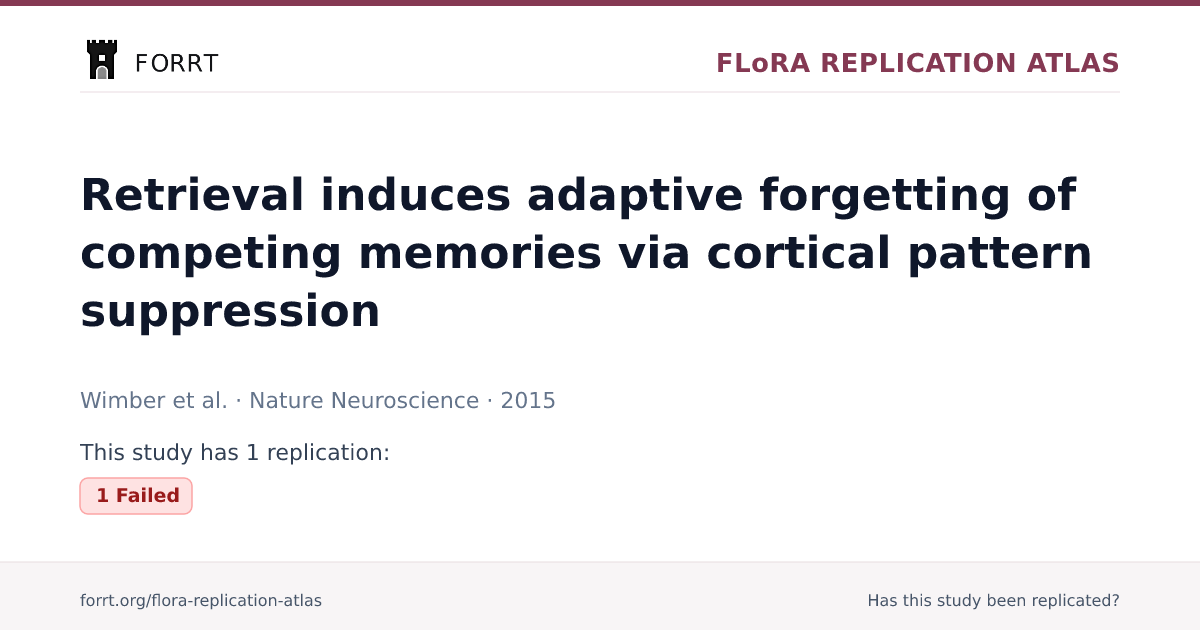 FORRT
FLoRA REPLICATION ATLAS
Retrieval induces adaptive forgetting of
competing memories via cortical pattern
suppression
Wimber et al. · Nature Neuroscience · 2015
This study has 1 replication:
1 Failed
forrt.org/flora-replication-atlas
Has this study been replicated?